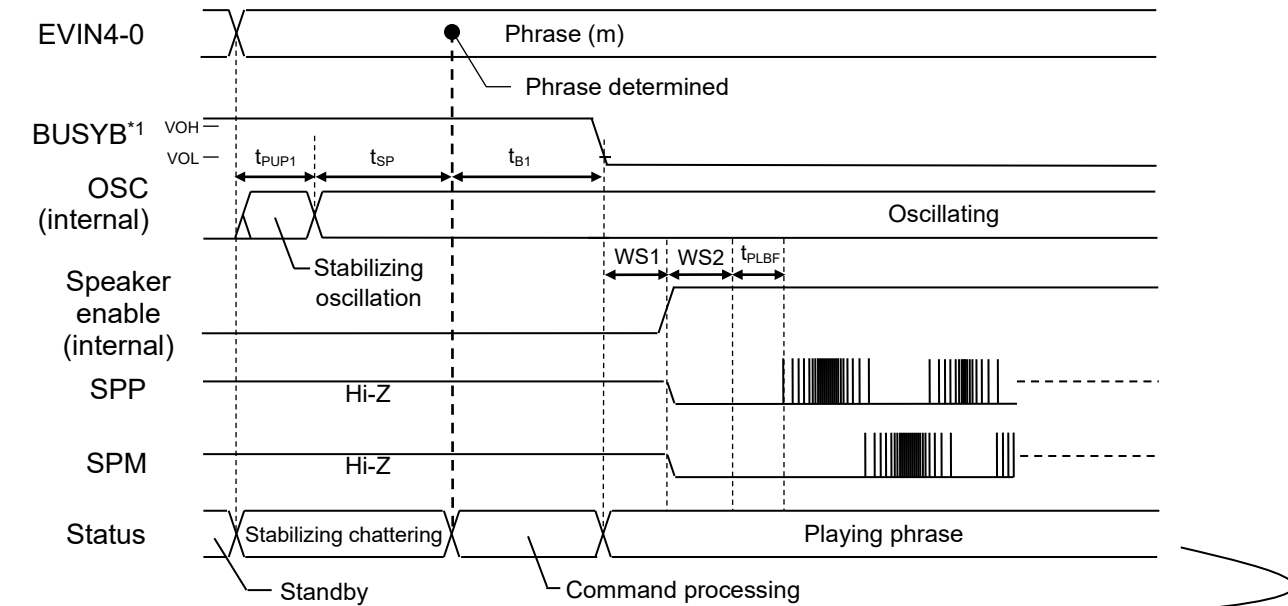 EVIN4-0
Phrase (m)
Phrase determined
BUSYB*1
VOH
VOL
tPUP1
tSP
tB1
OSC
(internal)
Oscillating
Stabilizing
oscillation
WS1
WS2
tPLBF
Speaker
enable
(internal)
SPP
Hi-Z
SPM
Hi-Z
Status
Stabilizing chattering
Playing phrase
Standby
Command processing